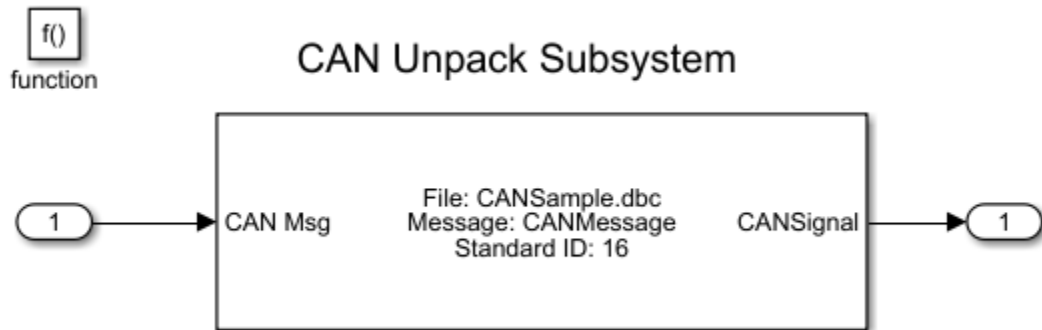 f()
function
CAN Unpack Subsystem
1
CAN Msg
File: CANSample.dbc
Message: CANMessage
Standard ID: 16
CANSignal
1